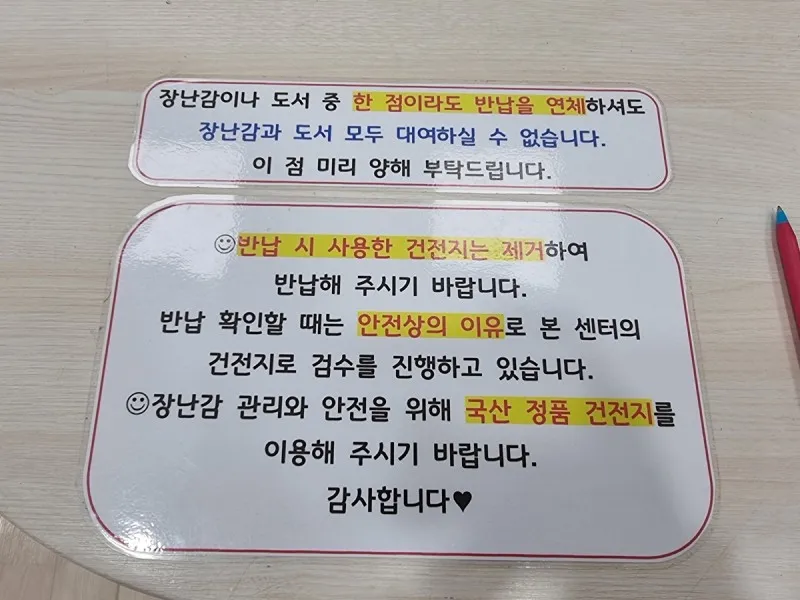 장난감이나 도서 중 한 점이라도 반납을 연체하셔도
장난감과 도서 모두 대여하실 수 없습니다.
이 점 미리 양해 부탁드립니다.
☺반납 시 사용한 건전지는 제거하여
반납해 주시기 바랍니다.
반납 확인할 때는 안전상의 이유로 본 센터의
건전지로 검수를 진행하고 있습니다.
☺장난감 관리와 안전을 위해 국산 정품 건전지를
이용해 주시기 바랍니다.
감사합니다♥